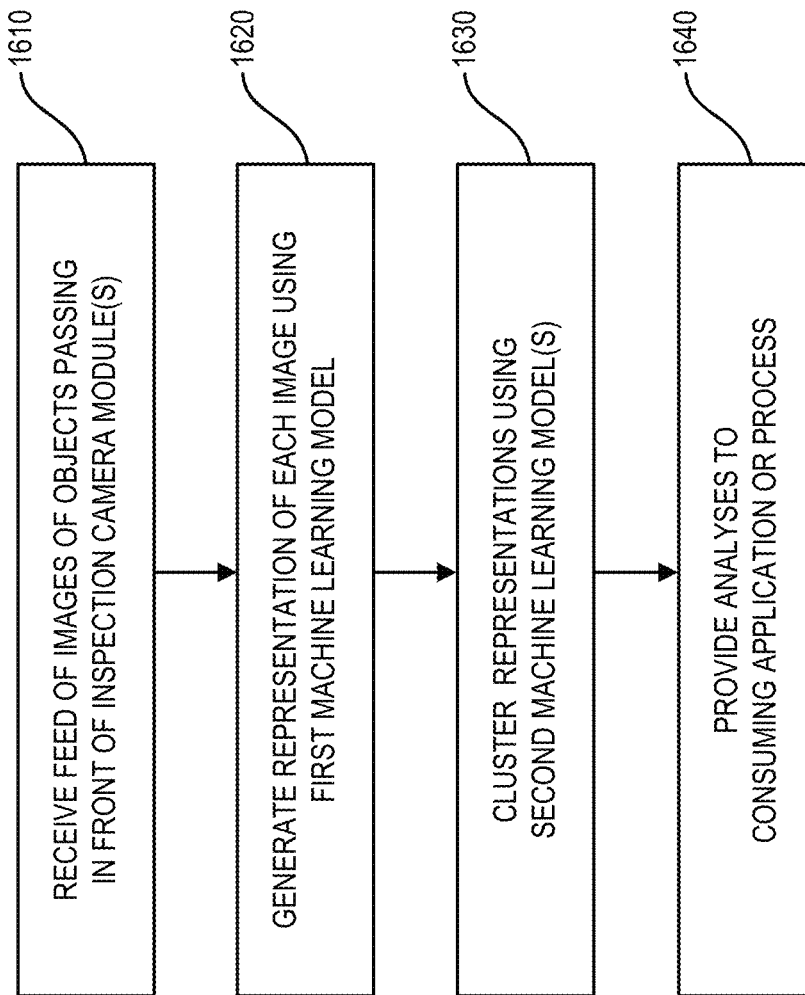 1610
RECEIVE FEED OF IMAGES OF OBJECTS PASSING
IN FRONT OF INSPECTION CAMERA MODULE(S)
1620
GENERATE REPRESENTATION OF EACH IMAGE USING
FIRST MACHINE LEARNING MODEL
1630
CLUSTER REPRESENTATIONS USING
SECOND MACHINE LEARNING MODEL(S)
1640
PROVIDE ANALYSES TO
CONSUMING APPLICATION OR PROCESS